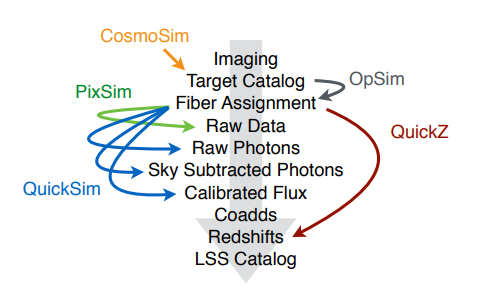 CosmoSim
Imaging
Target Catalog
OpSim
PixSim
Fiber Assignment
Raw Data
QuickZ
Raw Photons
Sky Subtracted Photons
QuickSim
Calibrated Flux
Coadds
Redshifts
LSS Catalog